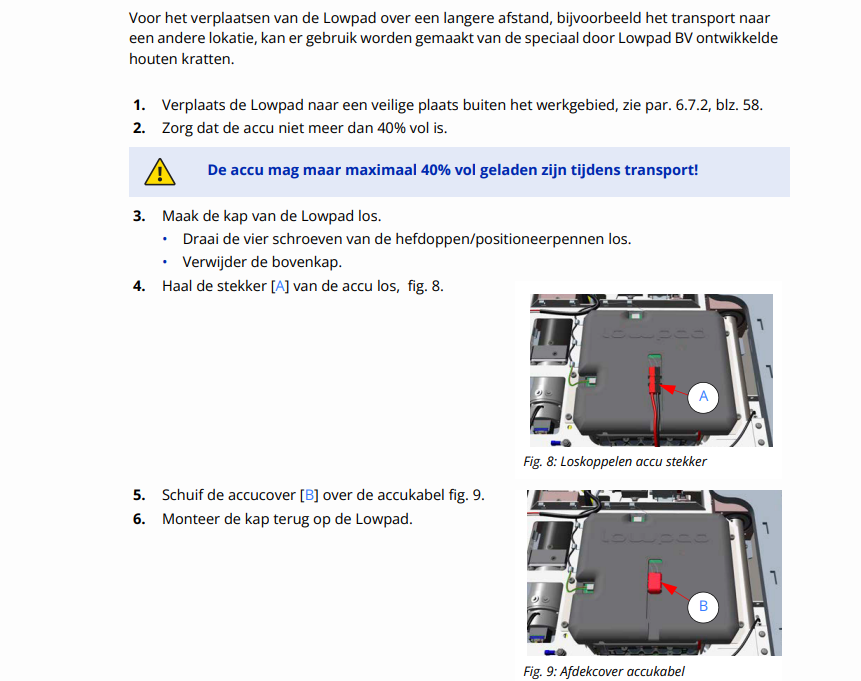 Voor het verplaatsen van de Lowpad over een langere afstand, bijvoorbeeld het transport naar
een andere lokatie, kan er gebruik worden gemaakt van de speciaal door Lowpad BV ontwikkelde
houten kratten.
1. Verplaats de Lowpad naar een veilige plaats buiten het werkgebied, zie par. 6.7.2, blz. 58.
2. Zorg dat de accu niet meer dan 40% vol is.
De accu mag maar maximaal 40% vol geladen zijn tijdens transport!
3. Maak de kap van de Lowpad los.
• Draai de vier schroeven van de hefdoppen/positioneerpennen los.
• Verwijder de bovenkap.
4. Haal de stekker [A] van de accu los, fig. 8.
lowpad
A
Fig. 8: Loskoppelen accu stekker
5. Schuif de accucover [B] over de accukabel fig. 9.
6. Monteer de kap terug op de Lowpad.
lowpad
B
Fig. 9: Afdekcover accukabel